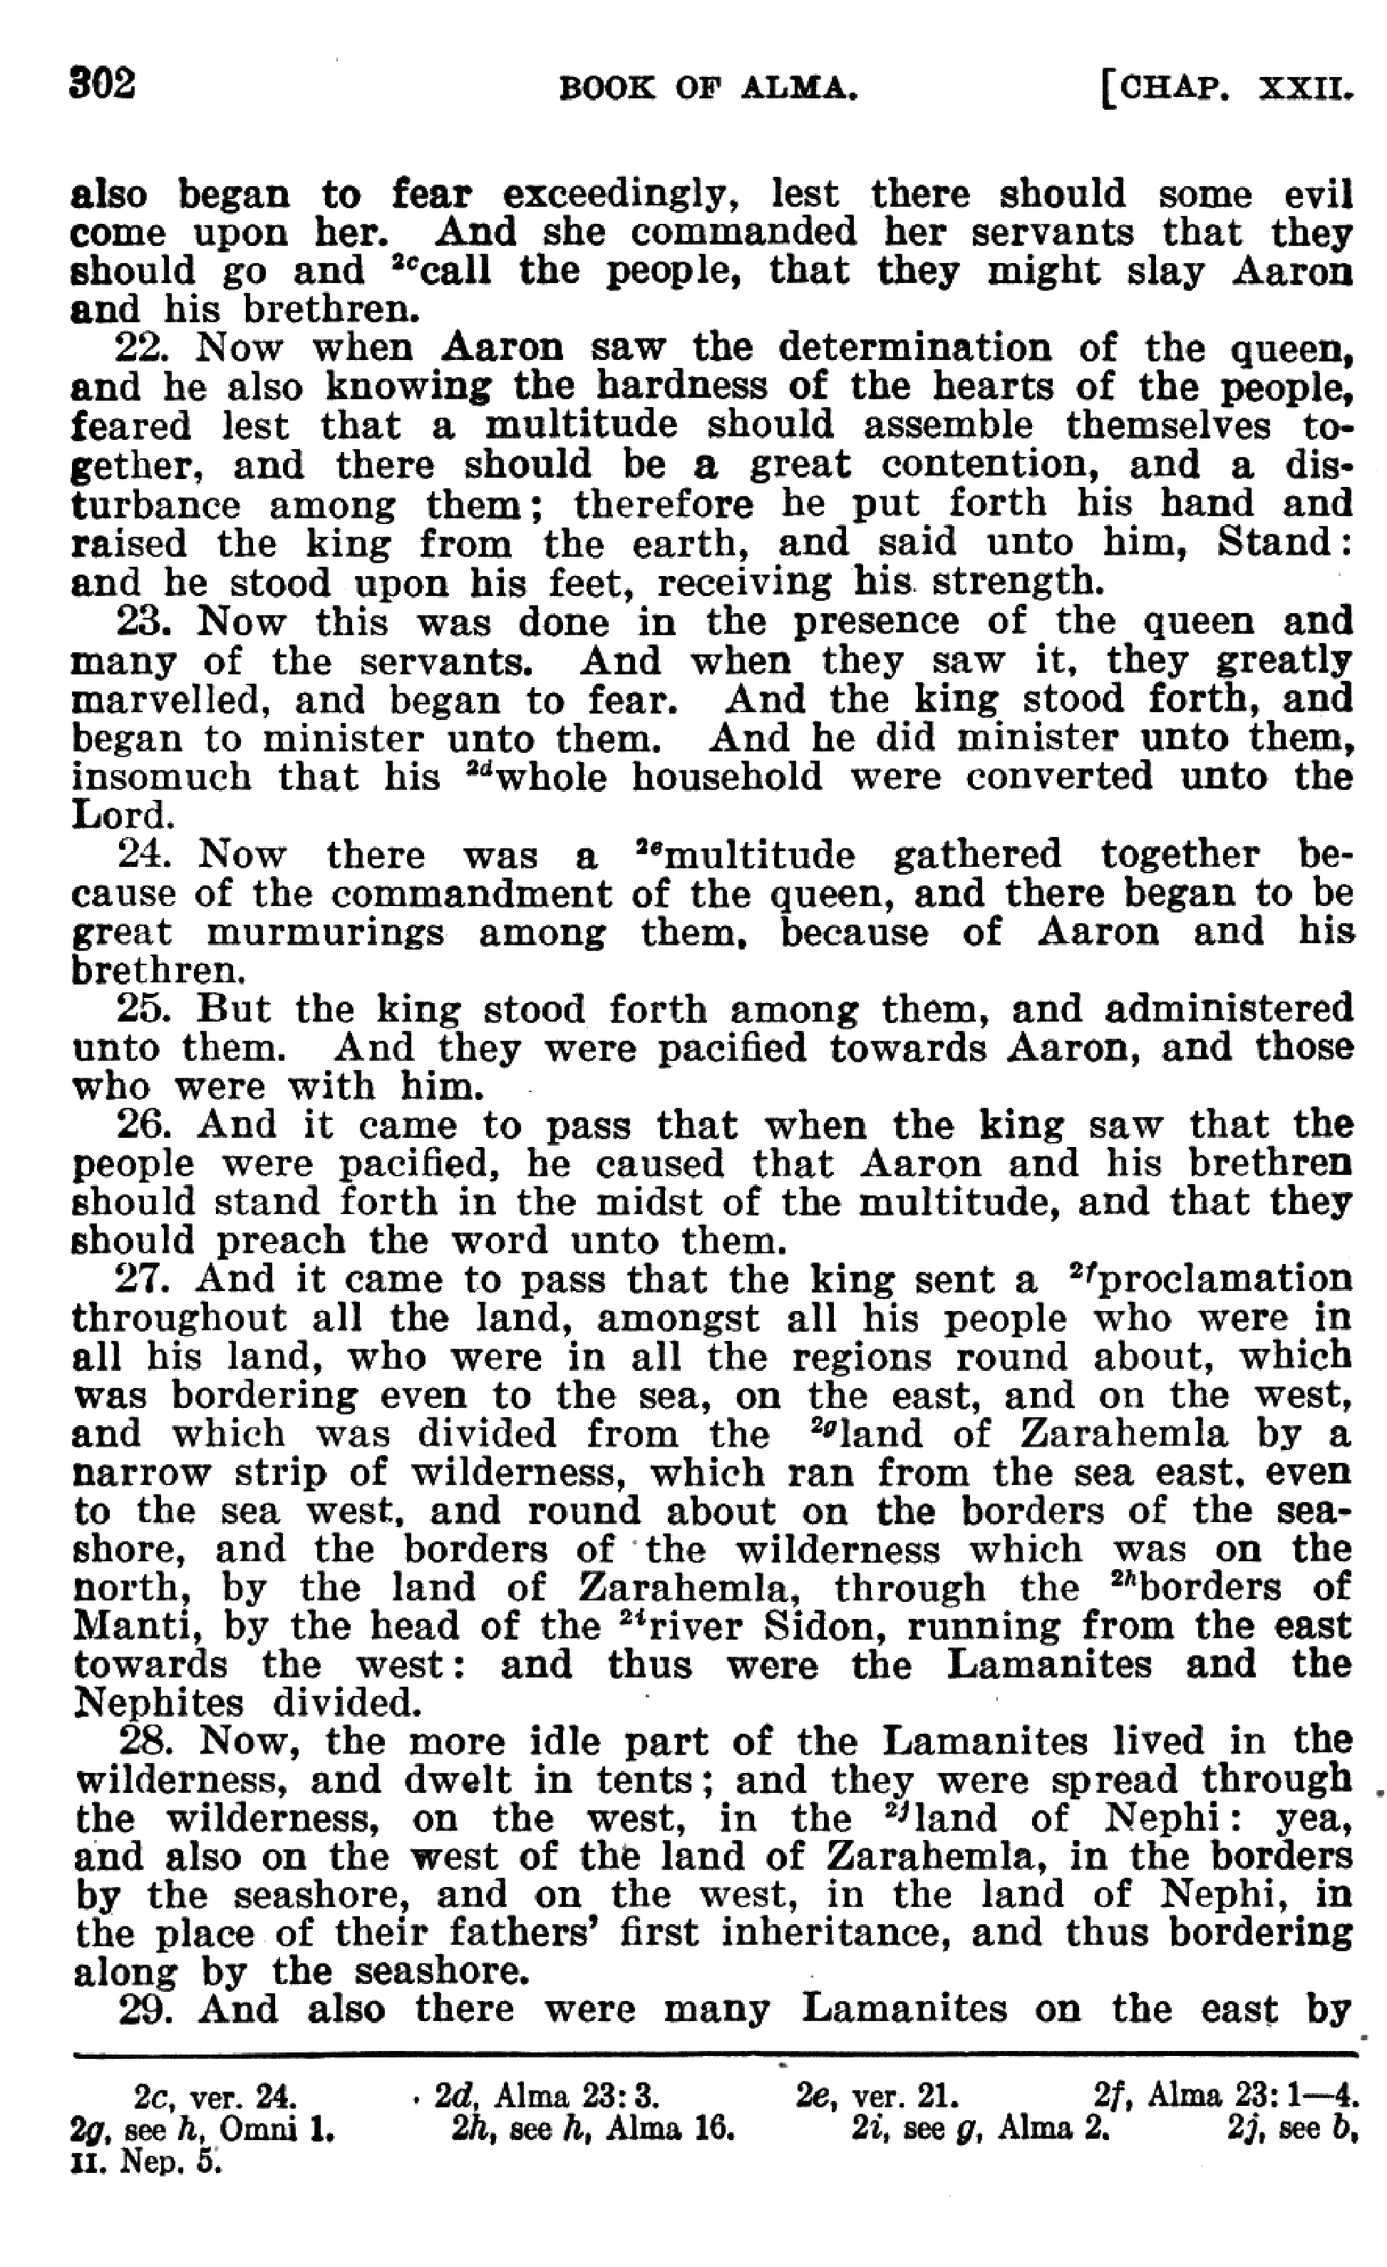 302 BOOK OF ALMA. [CHAP. XXII.
also began to fear exceedingly, lest there should some evil
come upon her. And she commanded her servants that they
should go and ²ᶜcall the people, that they might slay Aaron
and his brethren.
22. Now when Aaron saw the determination of the queen,
and he also knowing the hardness of the hearts of the people,
feared lest that a multitude should assemble themselves to-
gether, and there should be a great contention, and a dis-
turbance among them; therefore he put forth his hand and
raised the king from the earth, and said unto him, Stand:
and he stood upon his feet, receiving his strength.
23. Now this was done in the presence of the queen and
many of the servants. And when they saw it, they greatly
marvelled, and began to fear. And the king stood forth, and
began to minister unto them. And he did minister unto them,
insomuch that his ²ᵈwhole household were converted unto the
Lord.
24. Now there was a ²ᵉmultitude gathered together be-
cause of the commandment of the queen, and there began to be
great murmurings among them, because of Aaron and his
brethren.
25. But the king stood forth among them, and administered
unto them. And they were pacified towards Aaron, and those
who were with him.
26. And it came to pass that when the king saw that the
people were pacified, he caused that Aaron and his brethren
should stand forth in the midst of the multitude, and that they
should preach the word unto them.
27. And it came to pass that the king sent a ²ᶠproclamation
throughout all the land, amongst all his people who were in
all his land, who were in all the regions round about, which
was bordering even to the sea, on the east, and on the west,
and which was divided from the ²ᵍland of Zarahemla by a
narrow strip of wilderness, which ran from the sea east, even
to the sea west, and round about on the borders of the sea-
shore, and the borders of the wilderness which was on the
north, by the land of Zarahemla, through the ²ʰborders of
Manti, by the head of the ²ⁱriver Sidon, running from the east
towards the west: and thus were the Lamanites and the
Nephites divided.
28. Now, the more idle part of the Lamanites lived in the
wilderness, and dwelt in tents; and they were spread through
the wilderness, on the west, in the ²ʲland of Nephi: yea,
and also on the west of the land of Zarahemla, in the borders
by the seashore, and on the west, in the land of Nephi, in
the place of their fathers' first inheritance, and thus bordering
along by the seashore.
29. And also there were many Lamanites on the east by
2c, ver. 24. 2d, Alma 23:3. 2e, ver. 21. 2f, Alma 23:1—4.
2g, see h, Omni 1. 2h, see h, Alma 16. 2i, see g, Alma 2. 2j, see b,
II. Nep. 5.